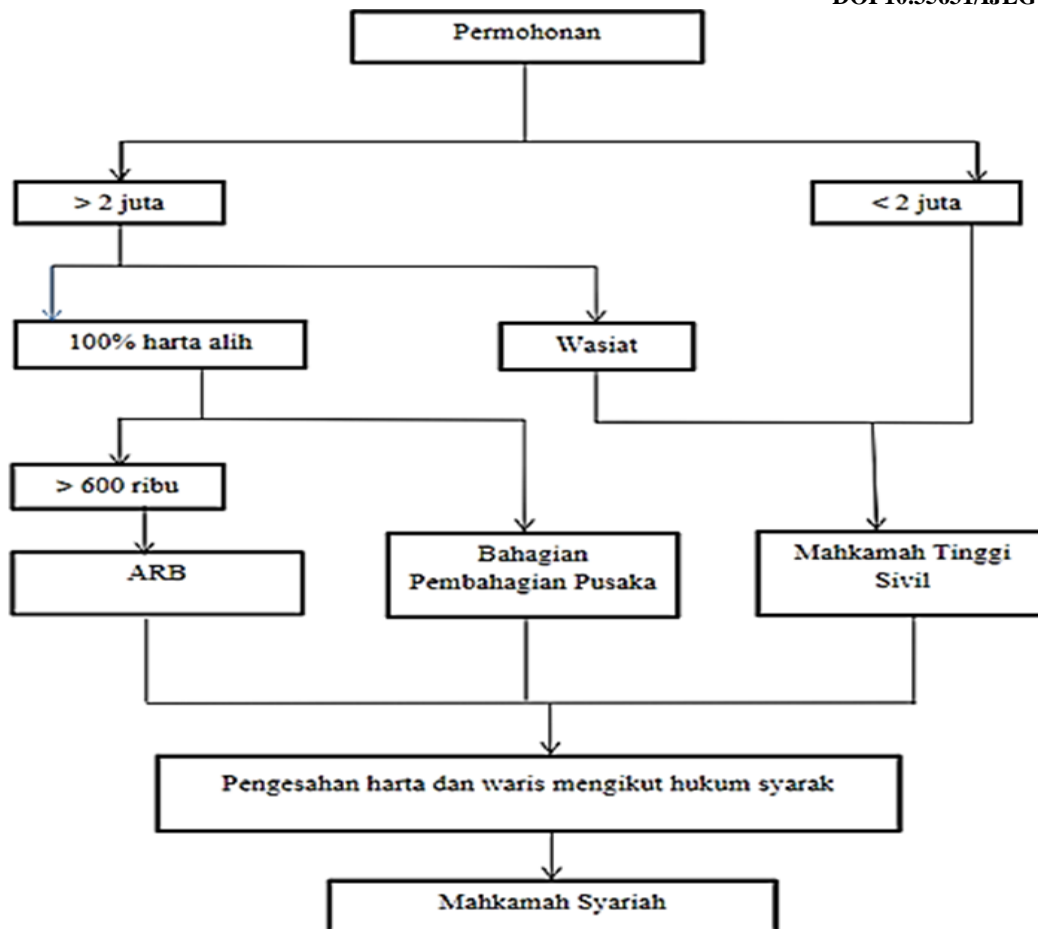 Permohonan
> 2 juta
< 2 juta
100% harta alih
Wasiat
> 600 ribu
ARB
Bahagian
Pembahagian Pusaka
Mahkamah Tinggi
Sivil
Pengesahan harta dan waris mengikut hukum syarak
Mahkamah Syariah